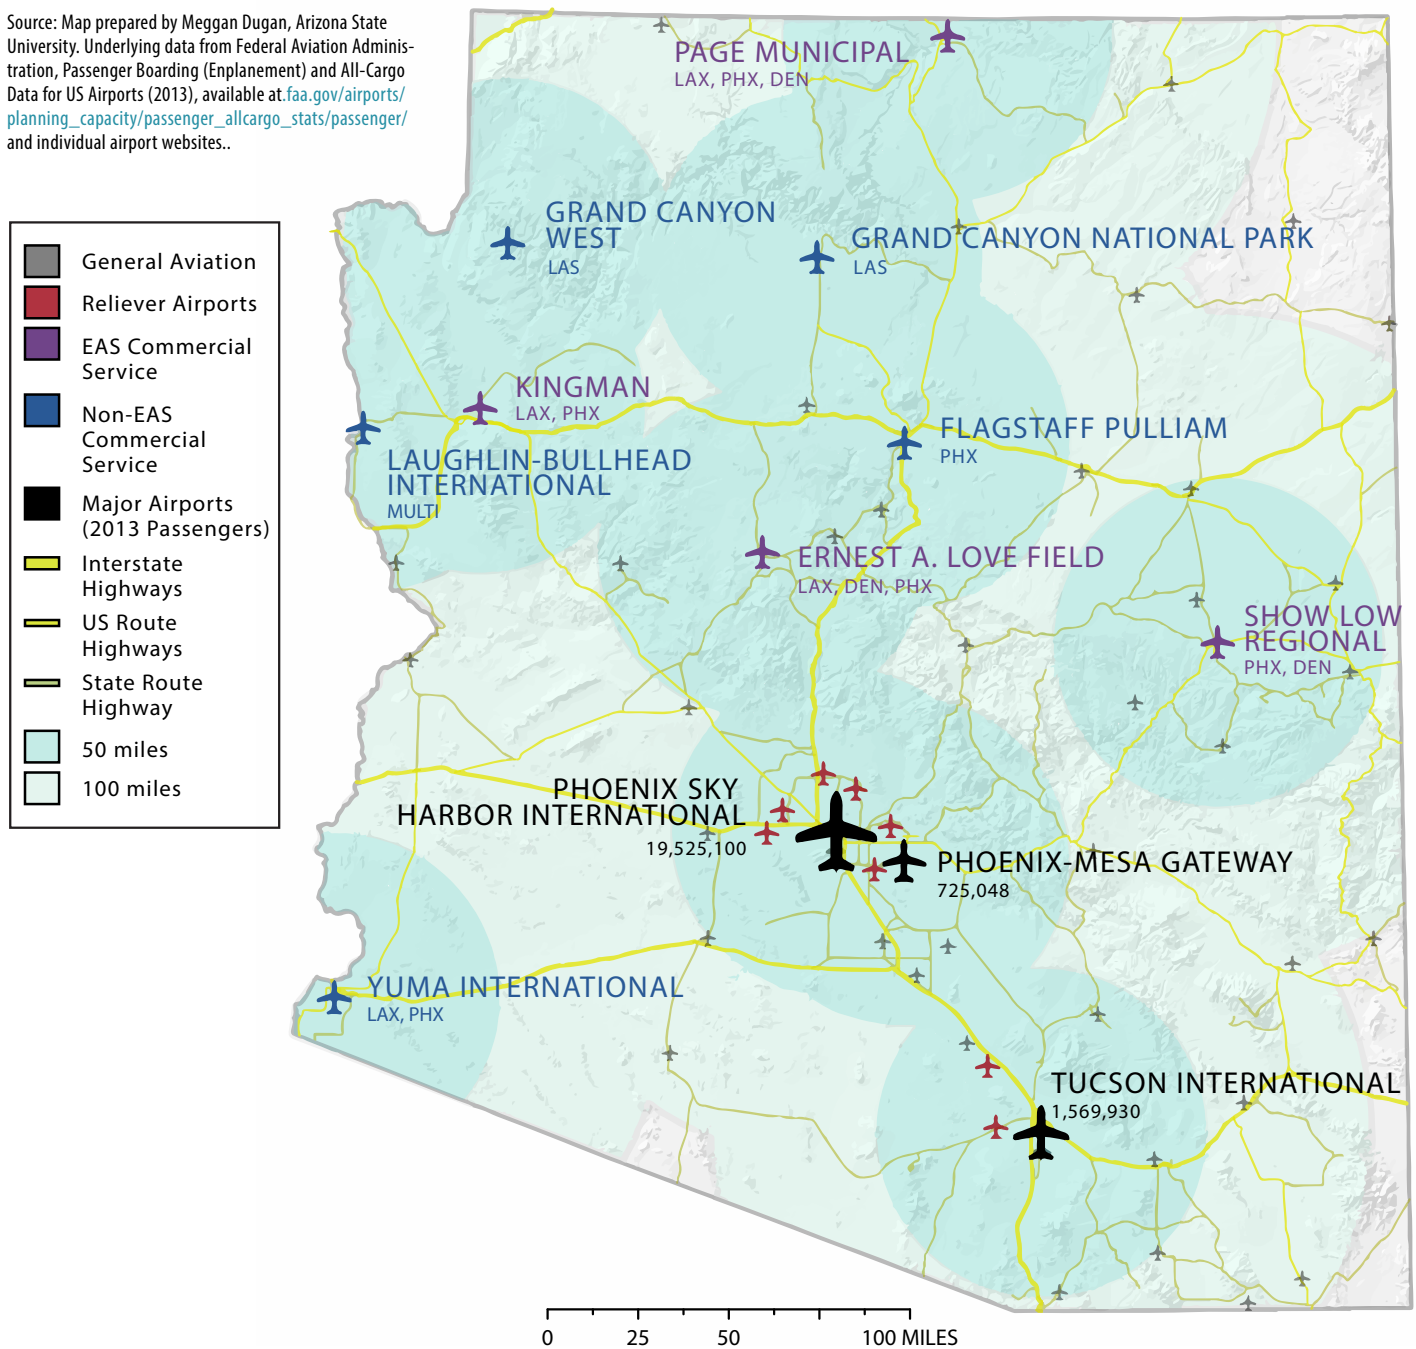 Source: Map prepared by Meggan Dugan, Arizona State
University. Underlying data from Federal Aviation Adminis-
tration, Passenger Boarding (Enplanement) and All-Cargo
Data for US Airports (2013), available at.faa.gov/airports/
planning_capacity/passenger_allcargo_stats/passenger/
and individual airport websites..
General Aviation
Reliever Airports
EAS Commercial
Service
Non-EAS
Commercial
Service
Major Airports
(2013 Passengers)
Interstate
Highways
US Route
Highways
State Route
Highway
50 miles
100 miles
PAGE MUNICIPAL
LAX, PHX, DEN
GRAND CANYON
WEST
LAS
GRAND CANYON NATIONAL PARK
LAS
KINGMAN
LAX, PHX
LAUGHLIN-BULLHEAD
INTERNATIONAL
MULTI
FLAGSTAFF PULLIAM
PHX
ERNEST A. LOVE FIELD
LAX, DEN, PHX
SHOW LOW
REGIONAL
PHX, DEN
PHOENIX SKY
HARBOR INTERNATIONAL
19,525,100
PHOENIX-MESA GATEWAY
725,048
YUMA INTERNATIONAL
LAX, PHX
TUCSON INTERNATIONAL
1,569,930
0 25 50 100 MILES